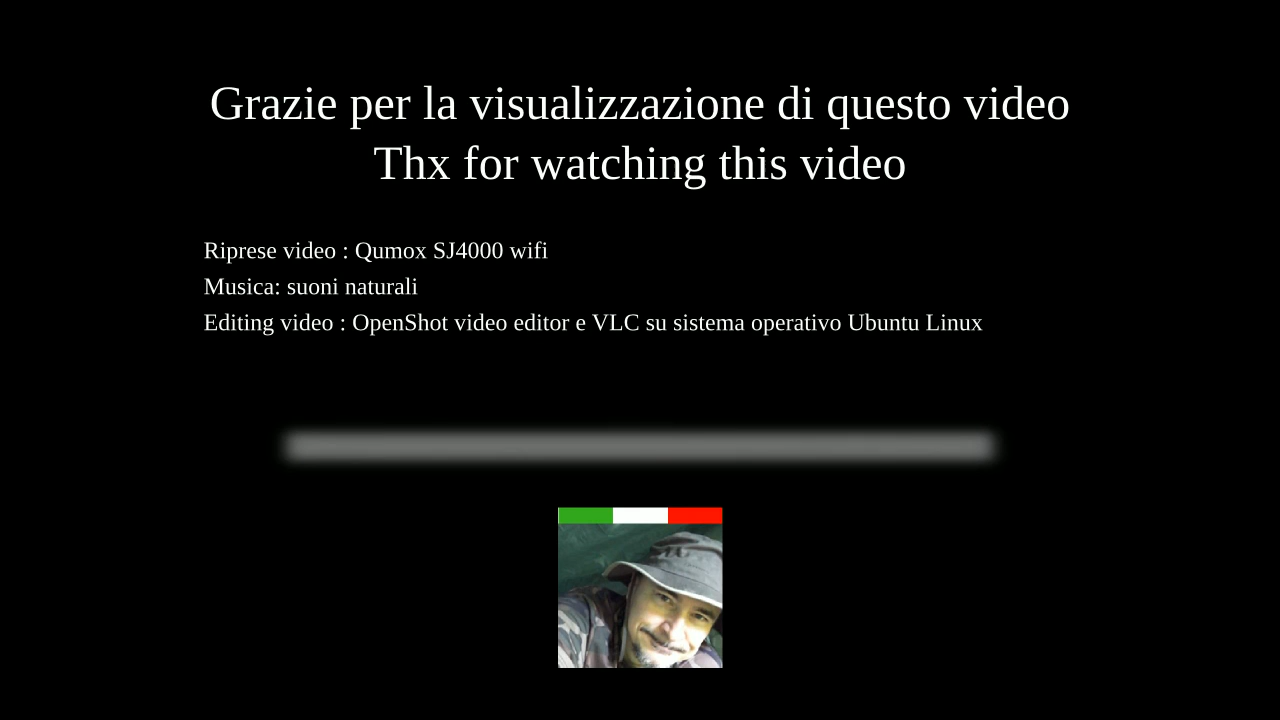 Grazie per la visualizzazione di questo video
Thx for watching this video
Riprese video : Qumox SJ4000 wifi
Musica: suoni naturali
Editing video : OpenShot video editor e VLC su sistema operativo Ubuntu Linux